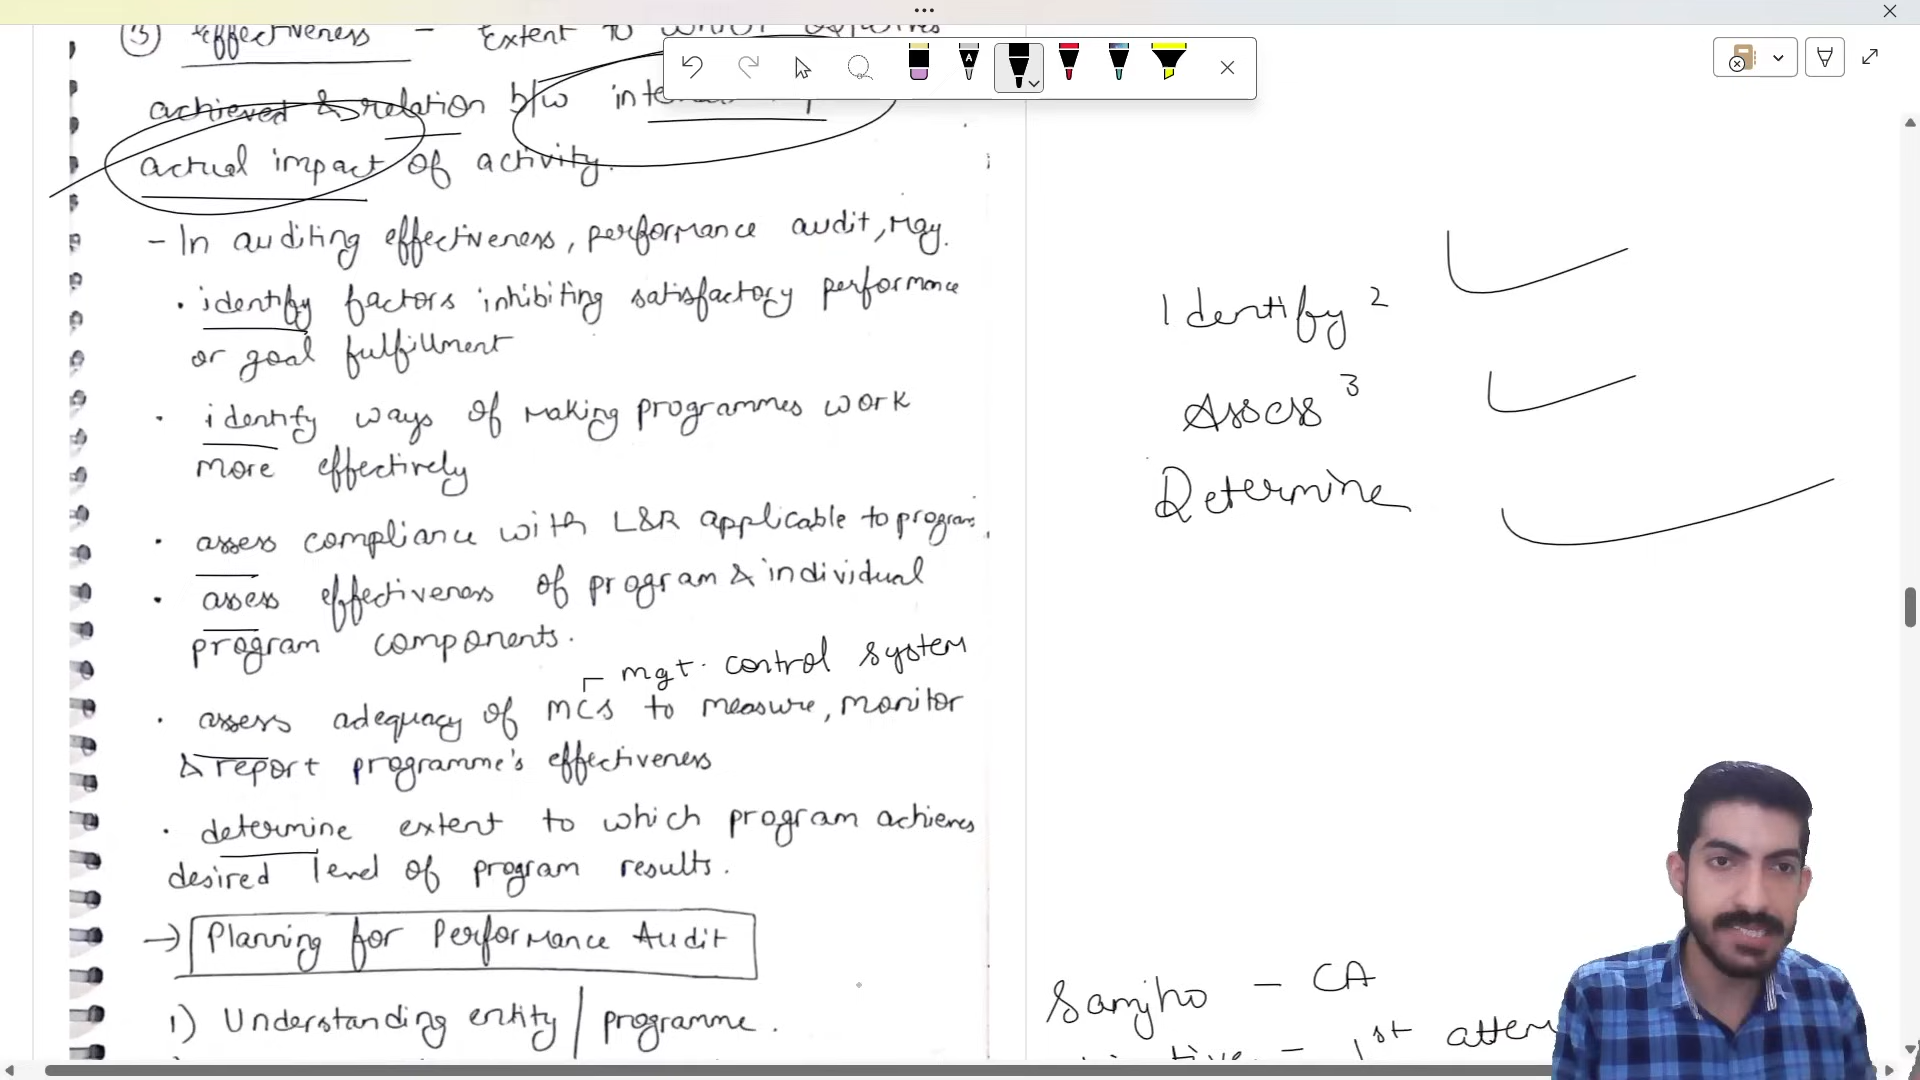 (3) effectiveness - Extent to which
achieved & relation b/w
actual impact of activity.
- In auditing effectiveness, performance audit, may.
• identify factors inhibiting satisfactory performance
or goal fulfillment
• identify ways of making programmes work
more effectively
• assess compliance with L&R applicable to program.
• assess effectiveness of program & individual
program components.
mgt. control system
• assess adequacy of MCS to measure, monitor
& report programme's effectiveness
• determine extent to which program achieves
desired level of program results.
→ Planning for Performance Audit
1) Understanding entity / programme.
Identify 2
Assess 3
Determine
Samjho - CA
- 1st